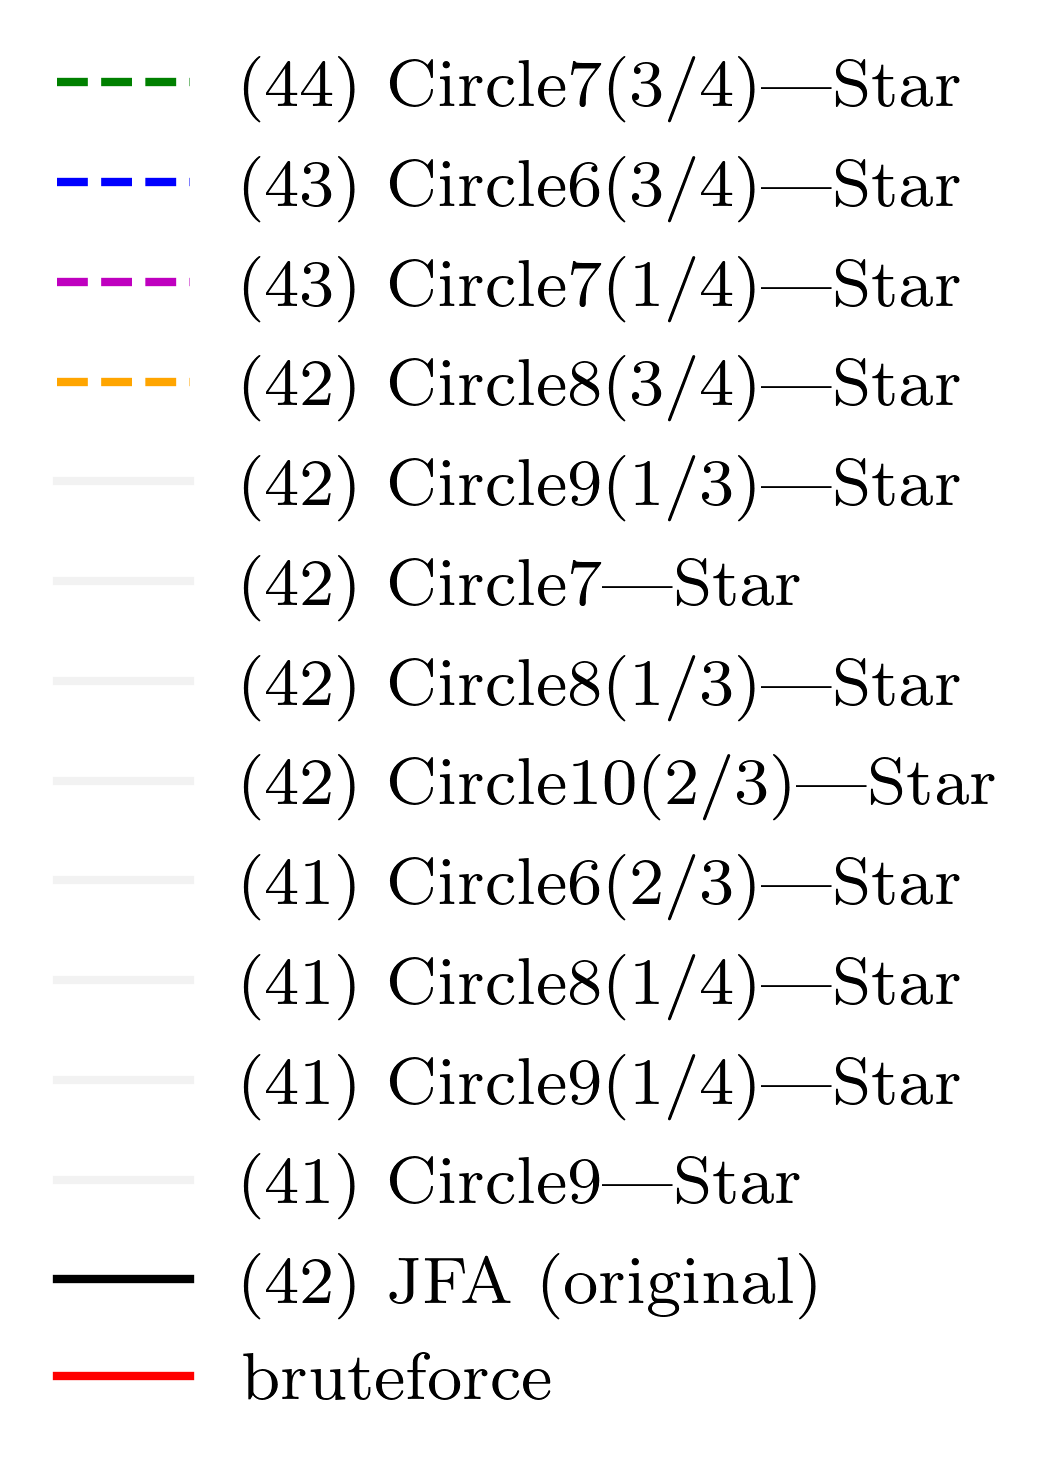 (44) Circle7(3/4)—Star
(43) Circle6(3/4)—Star
(43) Circle7(1/4)—Star
(42) Circle8(3/4)—Star
(42) Circle9(1/3)—Star
(42) Circle7—Star
(42) Circle8(1/3)—Star
(42) Circle10(2/3)—Star
(41) Circle6(2/3)—Star
(41) Circle8(1/4)—Star
(41) Circle9(1/4)—Star
(41) Circle9—Star
(42) JFA (original)
bruteforce